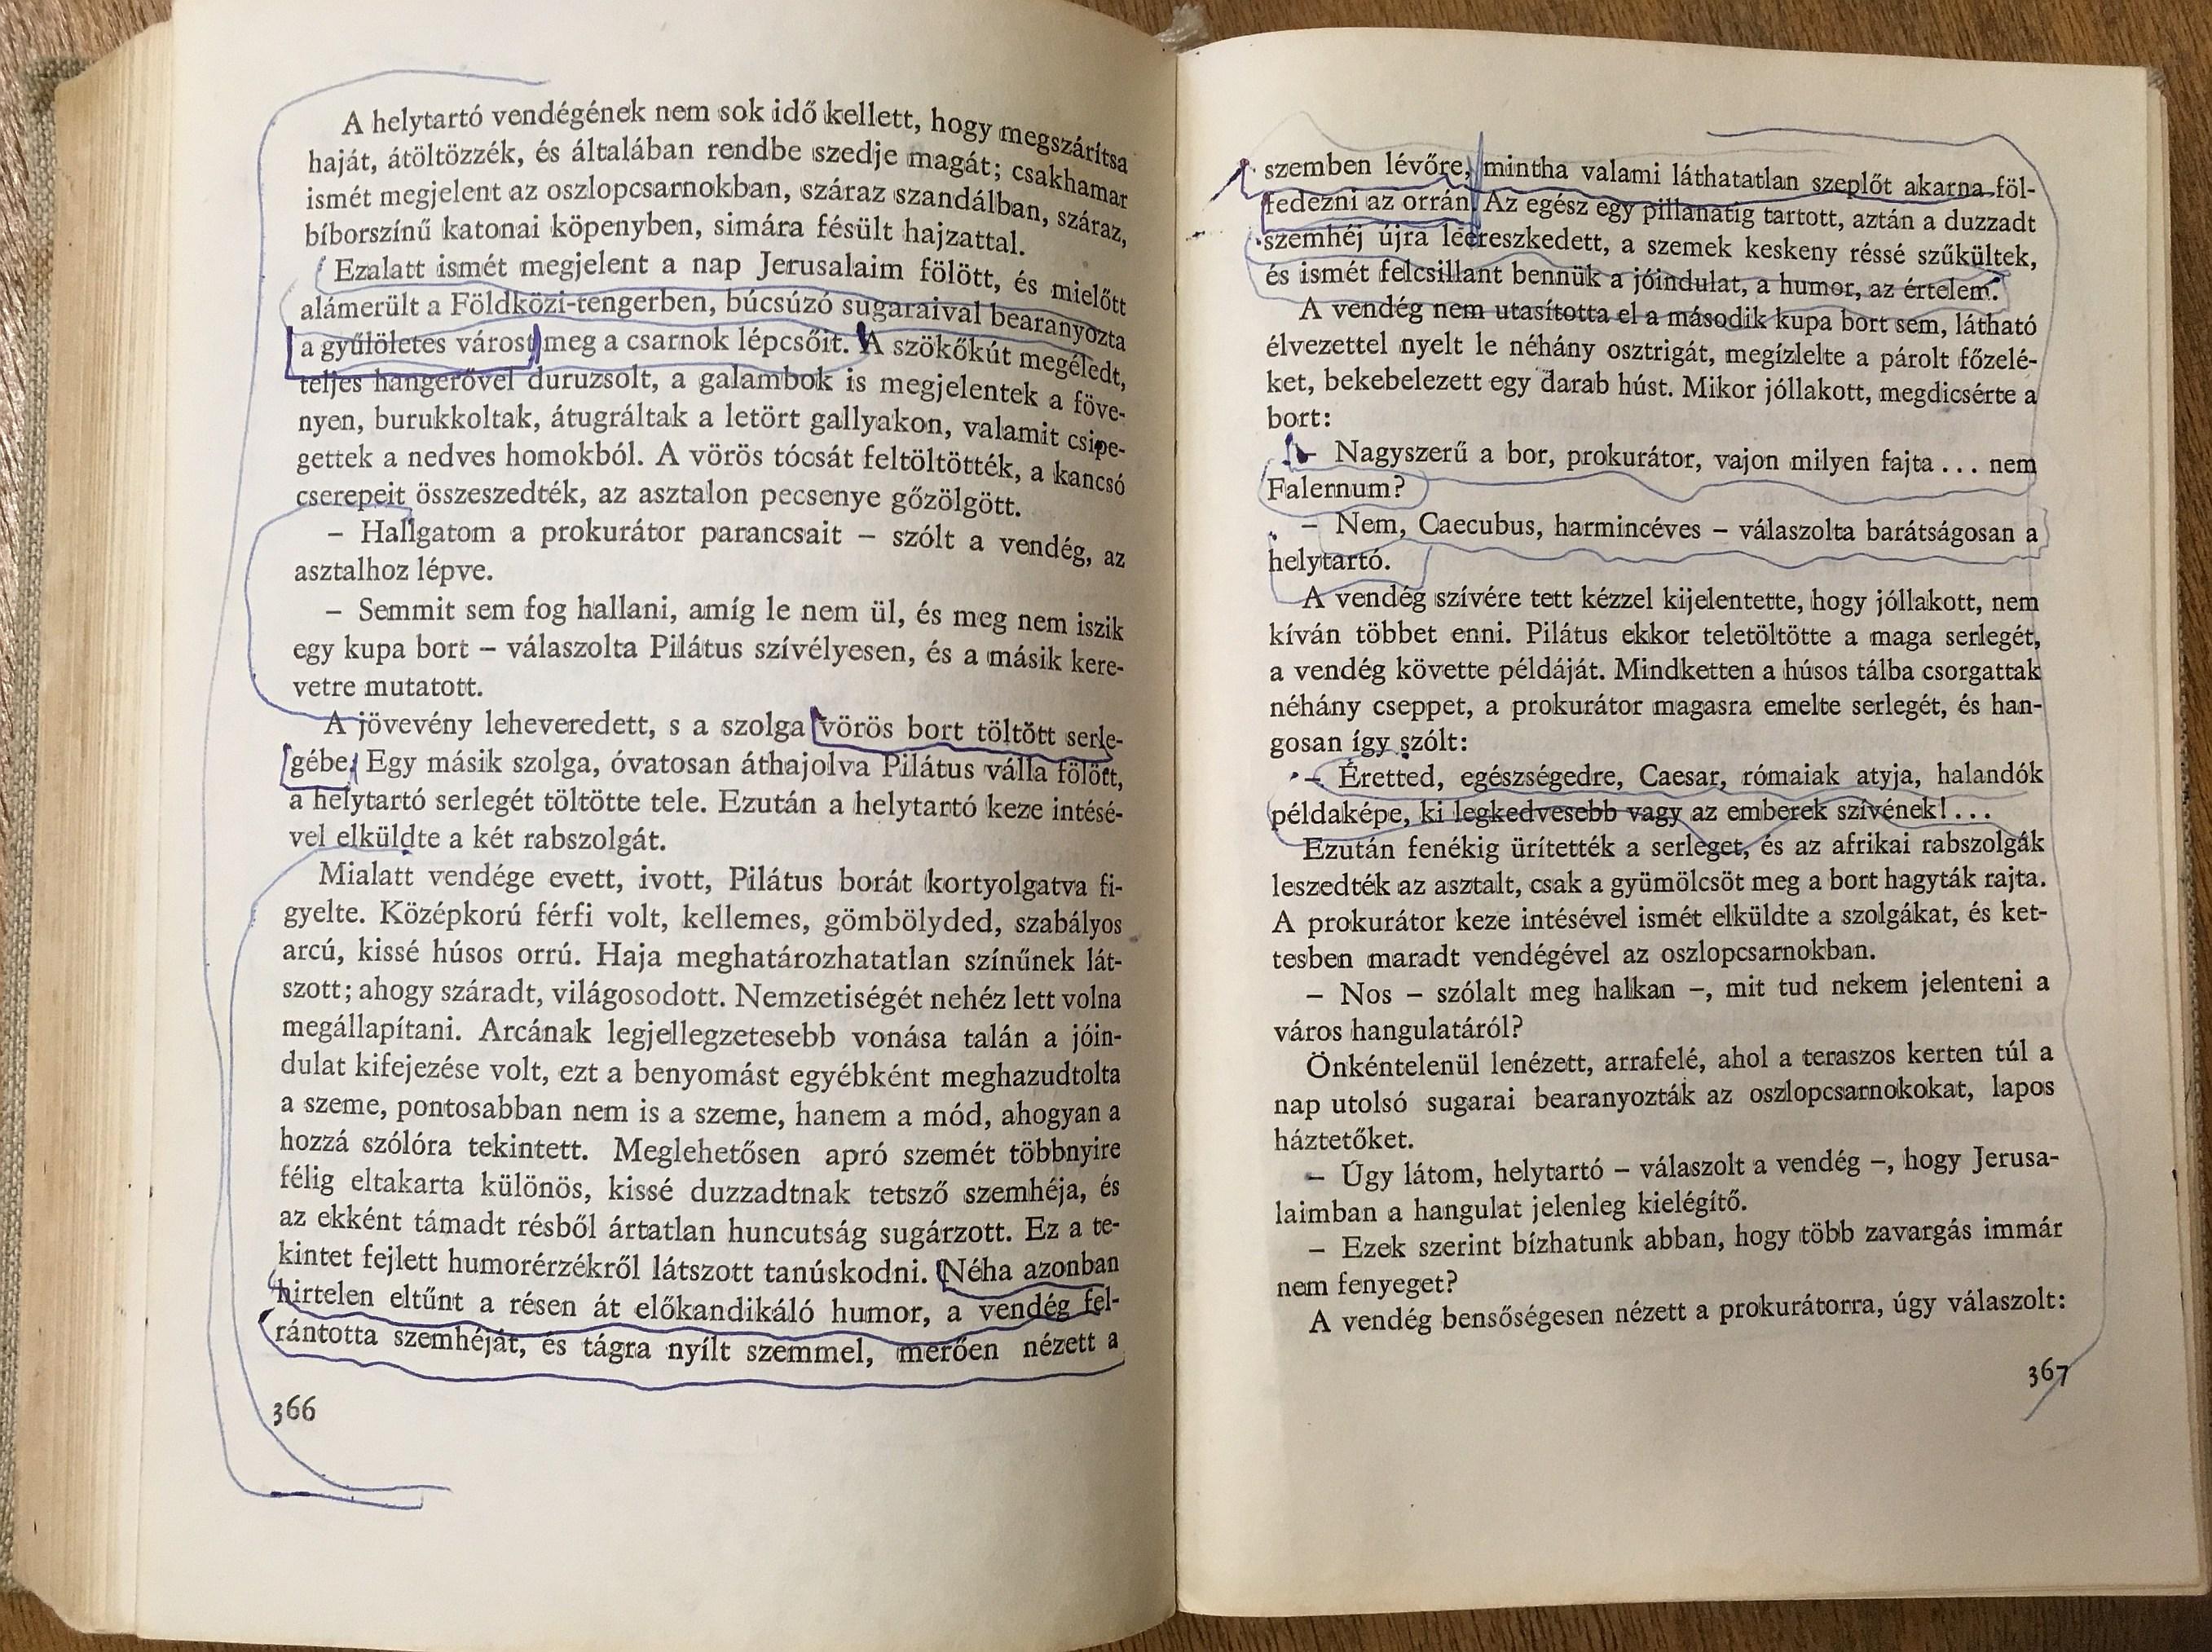 A helytartó vendégének nem sok idő kellett, hogy megszárítsa
haját, átöltözzék, és általában rendbe szedje magát; csakhamar
ismét megjelent az oszlopcsarnokban, száraz szandálban, száraz,
bíborszínű katonai köpenyben, simára fésült hajzattal.
Ezalatt ismét megjelent a nap Jerusalaim fölött, és mielőtt
alámerült a Földközi-tengerben, búcsúzó sugaraival bearanyozta
a gyűlöletes várost meg a csarnok lépcsőit. A szökőkút megéledt,
teljes hangerővel duruzsolt, a galambok is megjelentek a föve-
nyen, burukkoltak, átugráltak a letört gallyakon, valamit csipe-
gettek a nedves homokból. A vörös tócsát feltöltötték, a kancsó
cserepeit összeszedték, az asztalon pecsenye gőzölgött.
– Hallgatom a prokurátor parancsait – szólt a vendég, az
asztalhoz lépve.
– Semmit sem fog hallani, amíg le nem ül, és meg nem iszik
egy kupa bort – válaszolta Pilátus szívélyesen, és a másik kere-
vetre mutatott.
A jövevény leheveredett, s a szolga vörös bort töltött serle-
gébe. Egy másik szolga, óvatosan áthajolva Pilátus válla fölött,
a helytartó serlegét töltötte tele. Ezután a helytartó keze intésé-
vel elküldte a két rabszolgát.
Mialatt vendége evett, ivott, Pilátus borát kortyolgatva fi-
gyelte. Középkorú férfi volt, kellemes, gömbölyded, szabályos
arcú, kissé húsos orrú. Haja meghatározhatatlan színűnek lát-
szott; ahogy száradt, világosodott. Nemzetiségét nehéz lett volna
megállapítani. Arcának legjellegzetesebb vonása talán a jóin-
dulat kifejezése volt, ezt a benyomást egyébként meghazudtolta
a szeme, pontosabban nem is a szeme, hanem a mód, ahogyan a
hozzá szólóra tekintett. Meglehetősen apró szemét többnyire
félig eltakarta különös, kissé duzzadtnak tetsző szemhéja, és
az ekként támadt résből ártatlan huncutság sugárzott. Ez a te-
kintet fejlett humorérzékről látszott tanúskodni. Néha azonban
hirtelen eltűnt a résen át előkandikáló humor, a vendég fel-
rántotta szemhéját, és tágra nyílt szemmel, merően nézett a
366
szemben lévőre, mintha valami láthatatlan szeplőt akarna föl-
fedezni az orrán. Az egész egy pillanatig tartott, aztán a duzzadt
szemhéj újra leereszkedett, a szemek keskeny réssé szűkültek,
és ismét felcsillant bennük a jóindulat, a humor, az értelem.
A vendég nem utasította el a második kupa bort sem, látható
élvezettel nyelt le néhány osztrigát, megízlelte a párolt főzelé-
ket, bekebelezett egy darab húst. Mikor jóllakott, megdicsérte a
bort:
– Nagyszerű a bor, prokurátor, vajon milyen fajta... nem
Falernum?
– Nem, Caecubus, harmincéves – válaszolta barátságosan a
helytartó.
A vendég szívére tett kézzel kijelentette, hogy jóllakott, nem
kíván többet enni. Pilátus ekkor teletöltötte a maga serlegét,
a vendég követte példáját. Mindketten a húsos tálba csorgattak
néhány cseppet, a prokurátor magasra emelte serlegét, és han-
gosan így szólt:
– Éretted, egészségedre, Caesar, rómaiak atyja, halandók
példaképe, ki legkedvesebb vagy az emberek szívének!...
Ezután fenékig ürítették a serleget, és az afrikai rabszolgák
leszedték az asztalt, csak a gyümölcsöt meg a bort hagyták rajta.
A prokurátor keze intésével ismét elküldte a szolgákat, és ket-
tesben maradt vendégével az oszlopcsarnokban.
– Nos – szólalt meg halkan –, mit tud nekem jelenteni a
város hangulatáról?
Önkéntelenül lenézett, arrafelé, ahol a teraszos kerten túl a
nap utolsó sugarai bearanyozták az oszlopcsarnokokat, lapos
háztetőket.
– Úgy látom, helytartó – válaszolt a vendég –, hogy Jerusa-
laimban a hangulat jelenleg kielégítő.
– Ezek szerint bízhatunk abban, hogy több zavargás immár
nem fenyeget?
A vendég bensőségesen nézett a prokurátorra, úgy válaszolt:
367